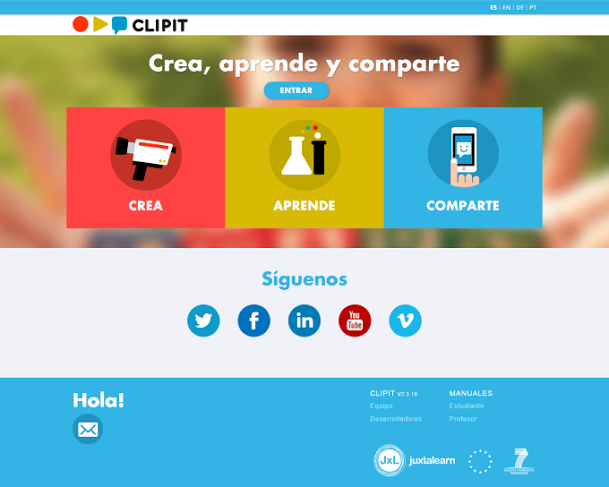 ES | EN | DE | PT
CLIPIT
Crea, aprende y comparte
ENTRAR
CREA
APRENDE
COMPARTE
Síguenos
You
Tube
Hola!
CLIPIT V2.3.18
MANUALES
Equipo
Estudiante
Desarrolladores
Profesor
JxL juxtalearn